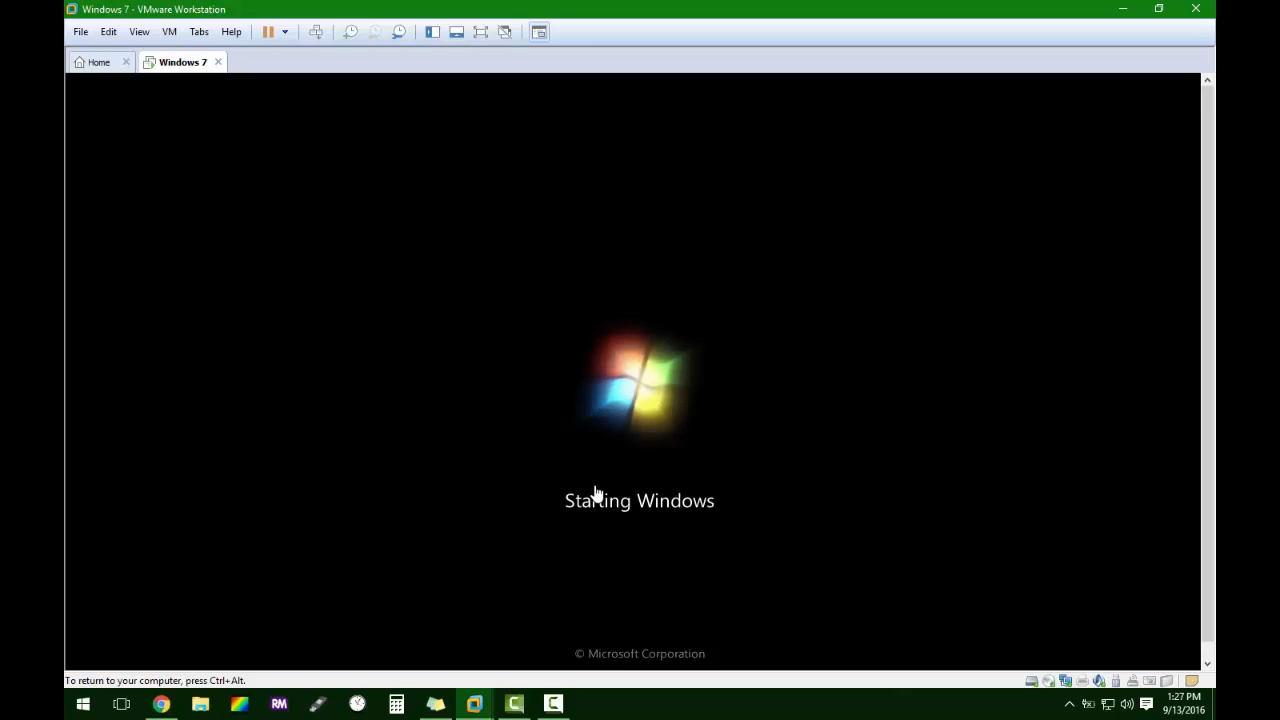 Windows 7 - VMware Workstation
File Edit View VM Tabs Help
Home Windows 7
Starting Windows
© Microsoft Corporation
To return to your computer, press Ctrl+Alt.
RM
1:27 PM
9/13/2016